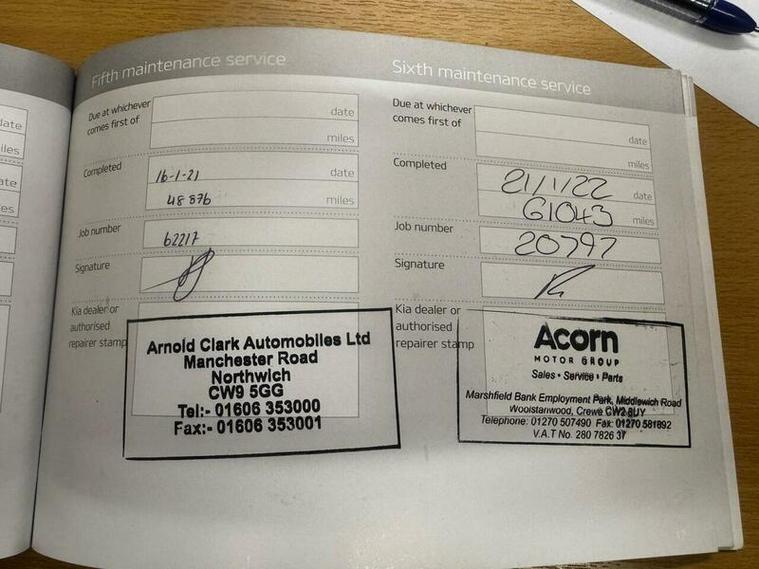 date
iles
ate
es
Fifth maintenance service
Due at whichever
comes first of
date
miles
Completed
16-1-21
date
48876
miles
Job number
62217
Signature
Kia dealer or
authorised
repairer stamp
Arnold Clark Automobiles Ltd
Manchester Road
Northwich
CW9 5GG
Tel:- 01606 353000
Fax:- 01606 353001
Sixth maintenance service
Due at whichever
comes first of
date
miles
Completed
21/1/22
date
61043
miles
Job number
20797
Signature
Kia dealer or
authorised
repairer stamp
Acorn
MOTOR GROUP
Sales • Service • Parts
Marshfield Bank Employment Park, Middlewich Road
Woolstanwood, Crewe CW2 8UY
Telephone: 01270 507490 Fax: 01270 581892
V.A.T No. 280 7826 37